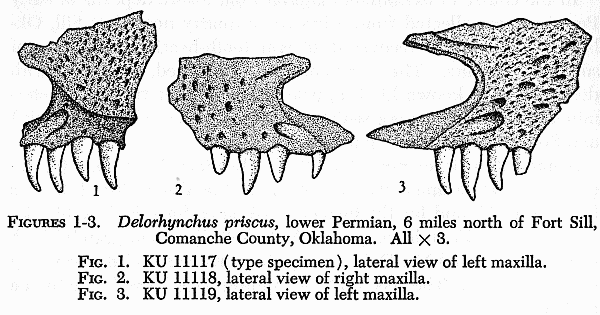 1
2
3
FIGURES 1-3. Delorhynchus priscus, lower Permian, 6 miles north of Fort Sill,
Comanche County, Oklahoma. All × 3.
FIG. 1. KU 11117 (type specimen), lateral view of left maxilla.
FIG. 2. KU 11118, lateral view of right maxilla.
FIG. 3. KU 11119, lateral view of left maxilla.